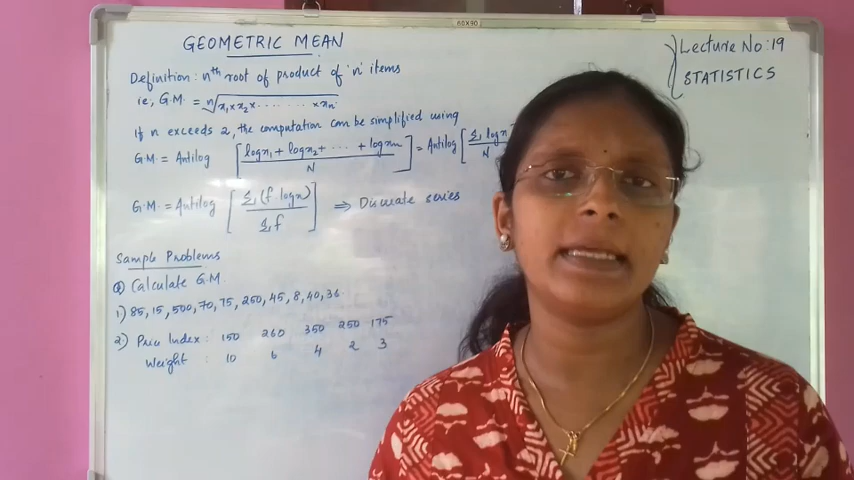 GEOMETRIC MEAN
Lecture No: 19
STATISTICS
Definition: nth root of product of 'n' items
ie, G.M. = ⁿ√x₁ × x₂ × ........ × xn.
If n exceeds 2, the computation can be simplified using
G.M = Antilog [ logx₁ + logx₂ + ... + logxn / N ] = Antilog [ Σ logx / N
G.M. = Antilog [ Σ(f logx) / Σf ] ⇒ Discreate series
Sample Problems
Q) Calculate G.M.
1) 85, 15, 500, 70, 75, 250, 45, 8, 40, 36.
2) Price Index: 150 260 350 250 175
Weight : 10 6 4 2 3